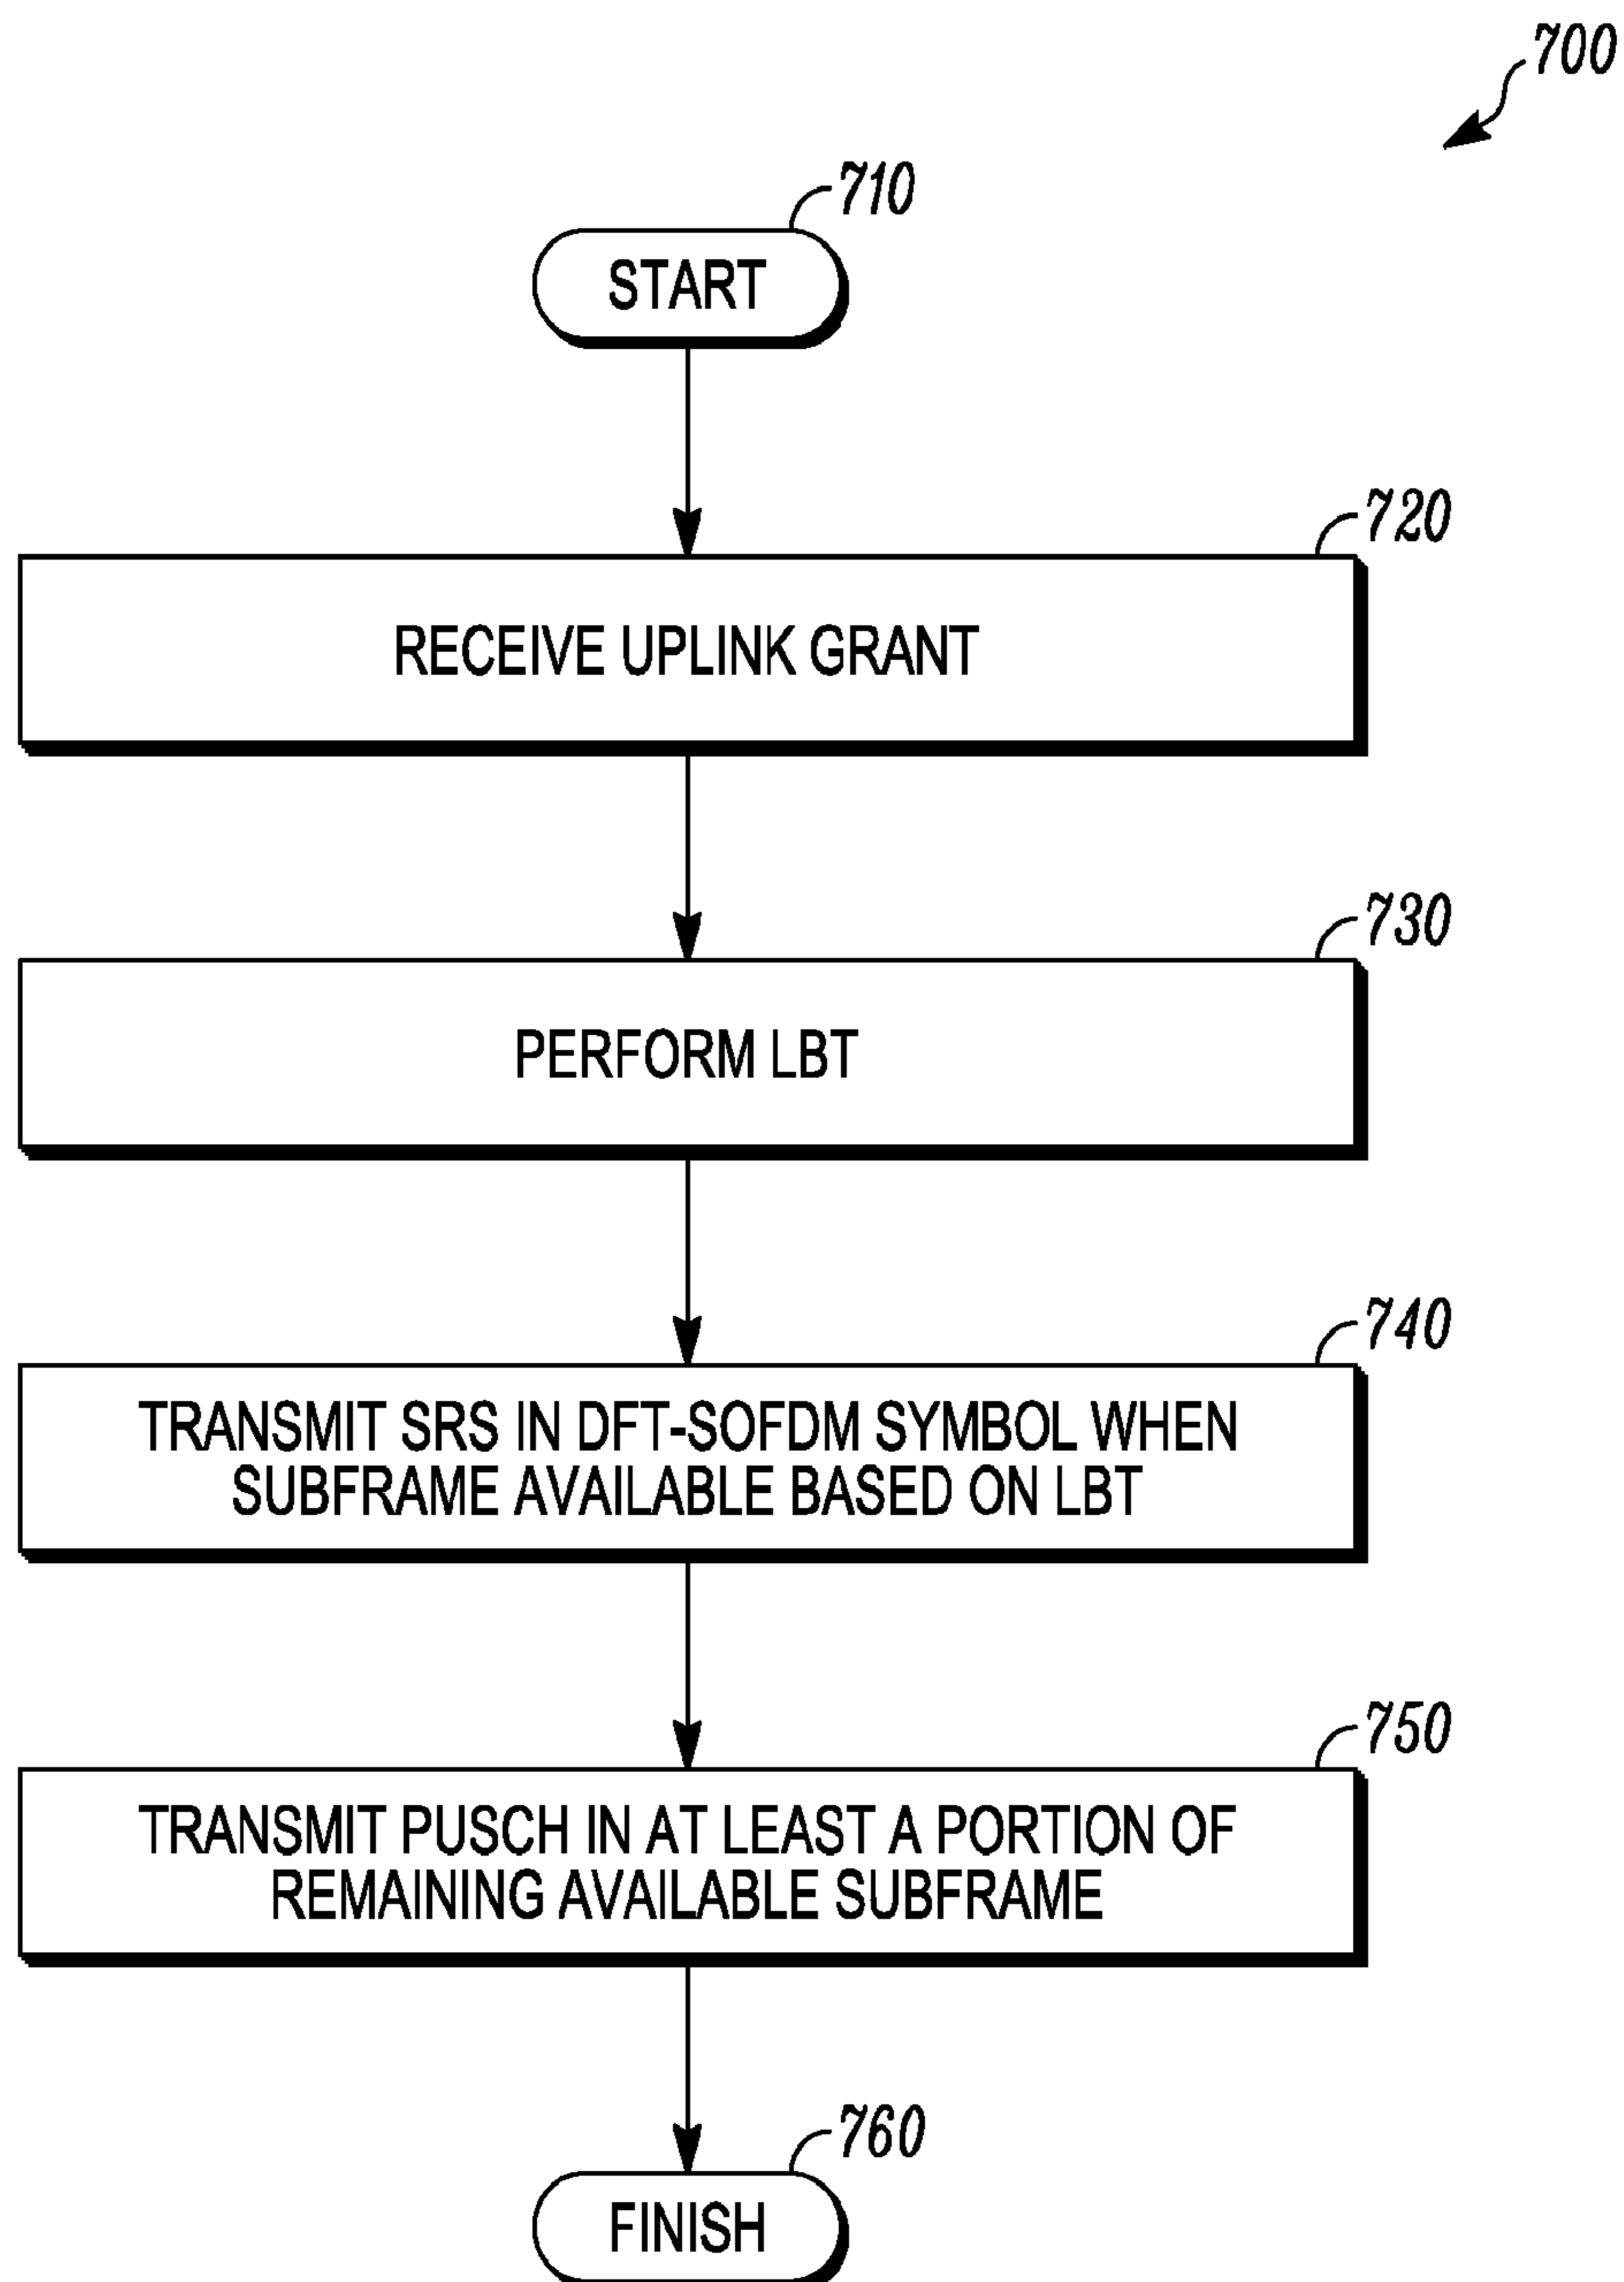 700
710
START
720
RECEIVE UPLINK GRANT
730
PERFORM LBT
740
TRANSMIT SRS IN DFT-SOFDM SYMBOL WHEN
SUBFRAME AVAILABLE BASED ON LBT
750
TRANSMIT PUSCH IN AT LEAST A PORTION OF
REMAINING AVAILABLE SUBFRAME
760
FINISH